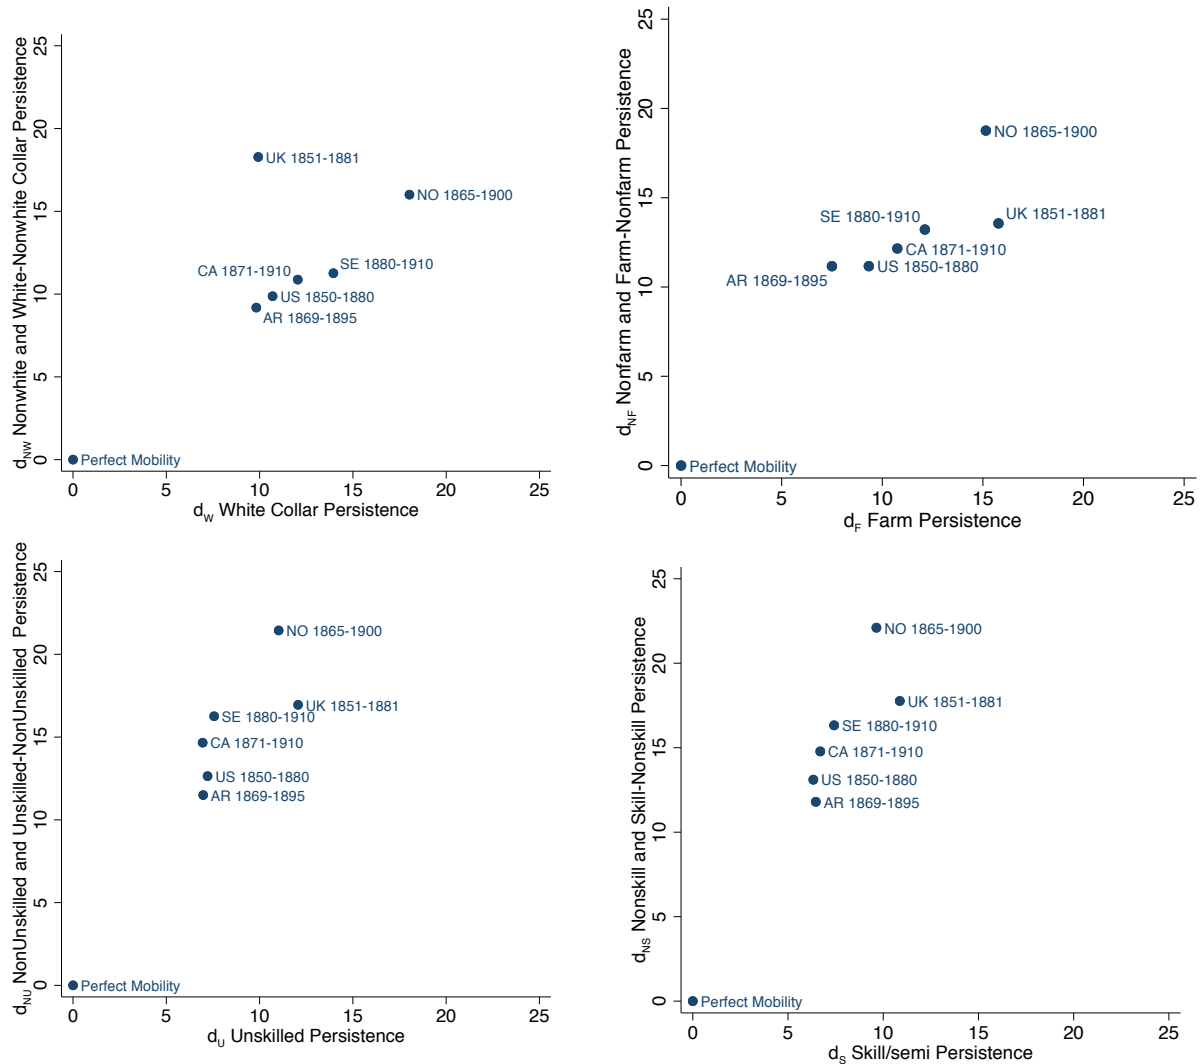 d_NW Nonwhite and White-Nonwhite Collar Persistence
25
20
15
10
5
0
UK 1851-1881
NO 1865-1900
SE 1880-1910
CA 1871-1910
US 1850-1880
AR 1869-1895
Perfect Mobility
0 5 10 15 20 25
d_W White Collar Persistence
d_NF Nonfarm and Farm-Nonfarm Persistence
25
20
15
10
5
0
NO 1865-1900
UK 1851-1881
SE 1880-1910
CA 1871-1910
US 1850-1880
AR 1869-1895
Perfect Mobility
0 5 10 15 20 25
d_F Farm Persistence
d_NU NonUnskilled and Unskilled-NonUnskilled Persistence
25
20
15
10
5
0
NO 1865-1900
UK 1851-1881
SE 1880-1910
CA 1871-1910
US 1850-1880
AR 1869-1895
Perfect Mobility
0 5 10 15 20 25
d_U Unskilled Persistence
d_NS Nonskill and Skill-Nonskill Persistence
25
20
15
10
5
0
NO 1865-1900
UK 1851-1881
SE 1880-1910
CA 1871-1910
US 1850-1880
AR 1869-1895
Perfect Mobility
0 5 10 15 20 25
d_S Skill/semi Persistence